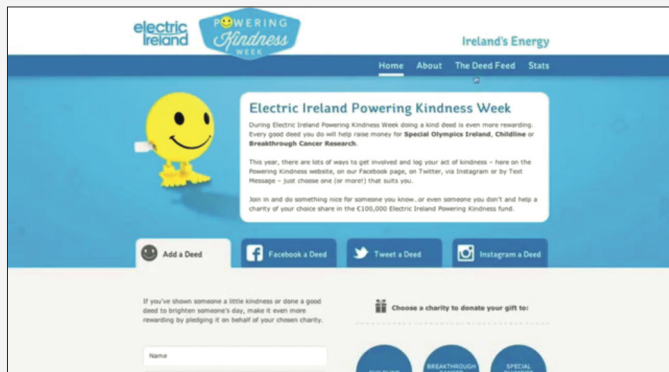 electric
Ireland
POWERING
Kindness
WEEK
Ireland's Energy
Home About The Deed Feed Stats
Electric Ireland Powering Kindness Week
During Electric Ireland Powering Kindness Week doing a kind deed is even more rewarding.
Every good deed you do will help raise money for Special Olympics Ireland, Childline or
Breakthrough Cancer Research.
This year, there are lots of ways to get involved and log your act of kindness – here on the
Powering Kindness website, on our Facebook page, on Twitter, via Instagram or by Text
Message – just choose one (or more!) that suits you.
Join in and do something nice for someone you know..or even someone you don't and help a
charity of your choice share in the €100,000 Electric Ireland Powering Kindness fund.
Add a Deed
Facebook a Deed
Tweet a Deed
Instagram a Deed
If you've shown someone a little kindness or done a good
deed to brighten someone's day, make it even more
rewarding by pledging it on behalf of your chosen charity.
Name
Choose a charity to donate your gift to:
BREAKTHROUGH
SPECIAL